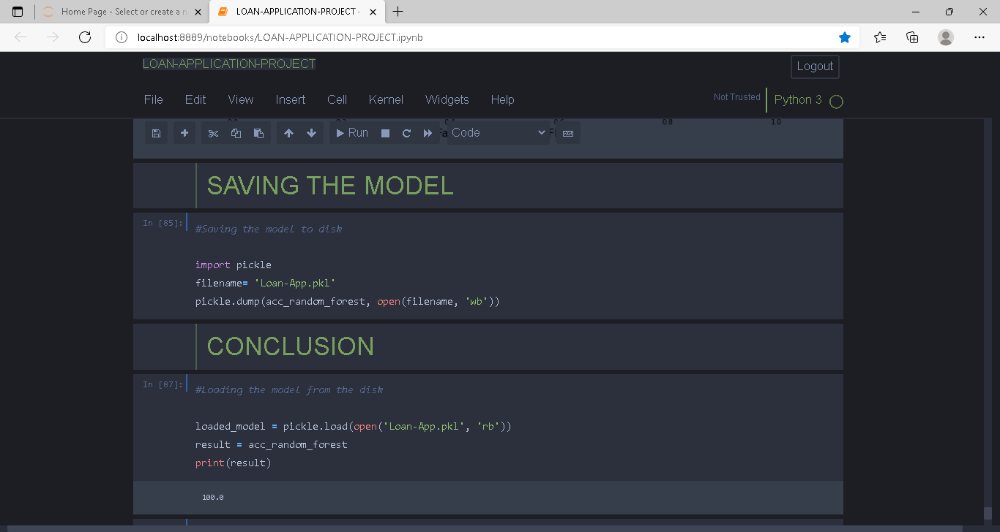 Home Page - Select or create a n
LOAN-APPLICATION-PROJECT -
localhost:8889/notebooks/LOAN-APPLICATION-PROJECT.ipynb
LOAN-APPLICATION-PROJECT
Logout
File Edit View Insert Cell Kernel Widgets Help
Not Trusted
Python 3
0.8 1.0
Run
Code
SAVING THE MODEL
In [85]:
#Saving the model to disk
import pickle
filename= 'Loan-App.pkl'
pickle.dump(acc_random_forest, open(filename, 'wb'))
CONCLUSION
In [87]:
#Loading the model from the disk
loaded_model = pickle.load(open('Loan-App.pkl', 'rb'))
result = acc_random_forest
print(result)
100.0